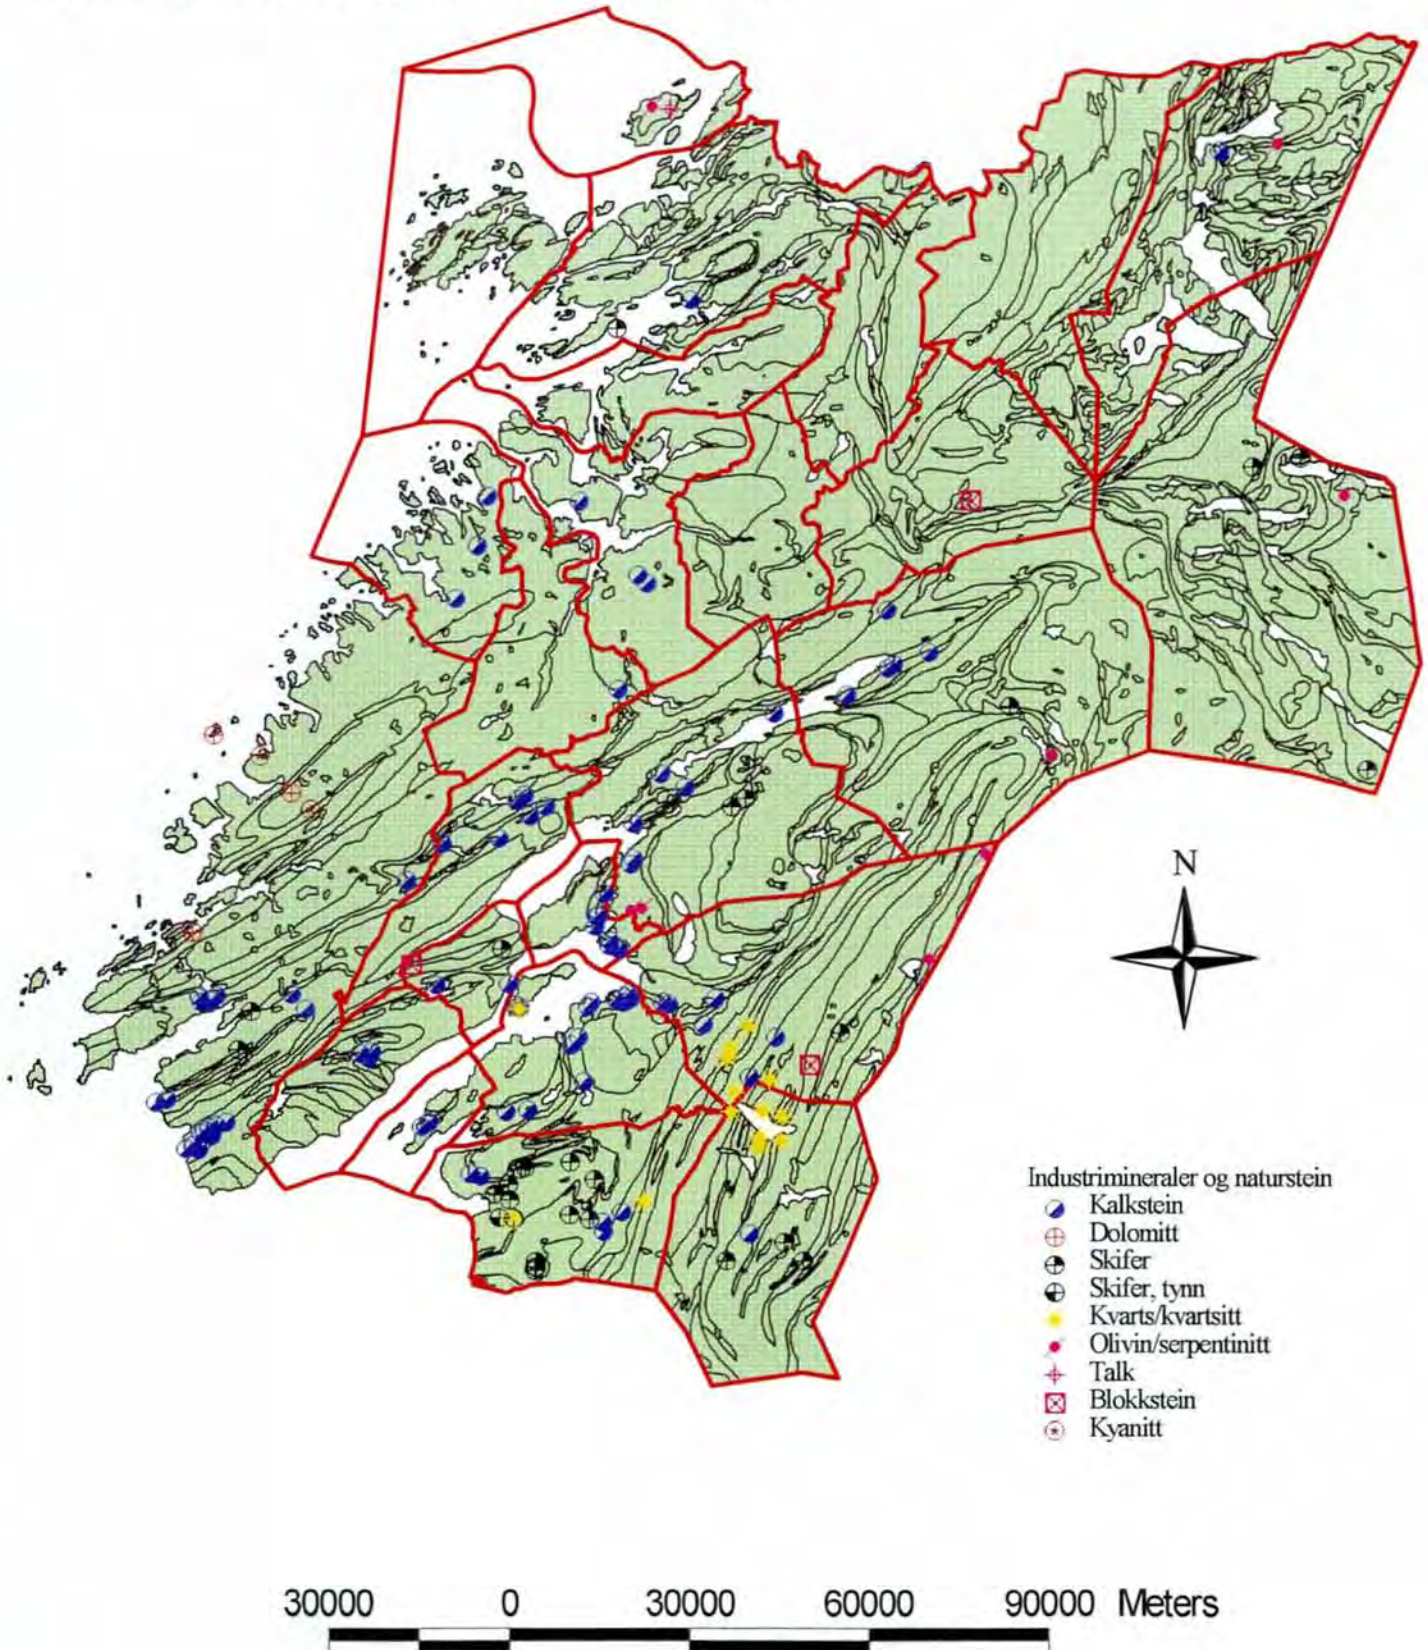 N
Industrimineraler og naturstein
Kalkstein
Dolomitt
Skifer
Skifer, tynn
Kvarts/kvartsitt
Olivin/serpentinitt
Talk
Blokkstein
Kyanitt
30000 0 30000 60000 90000 Meters